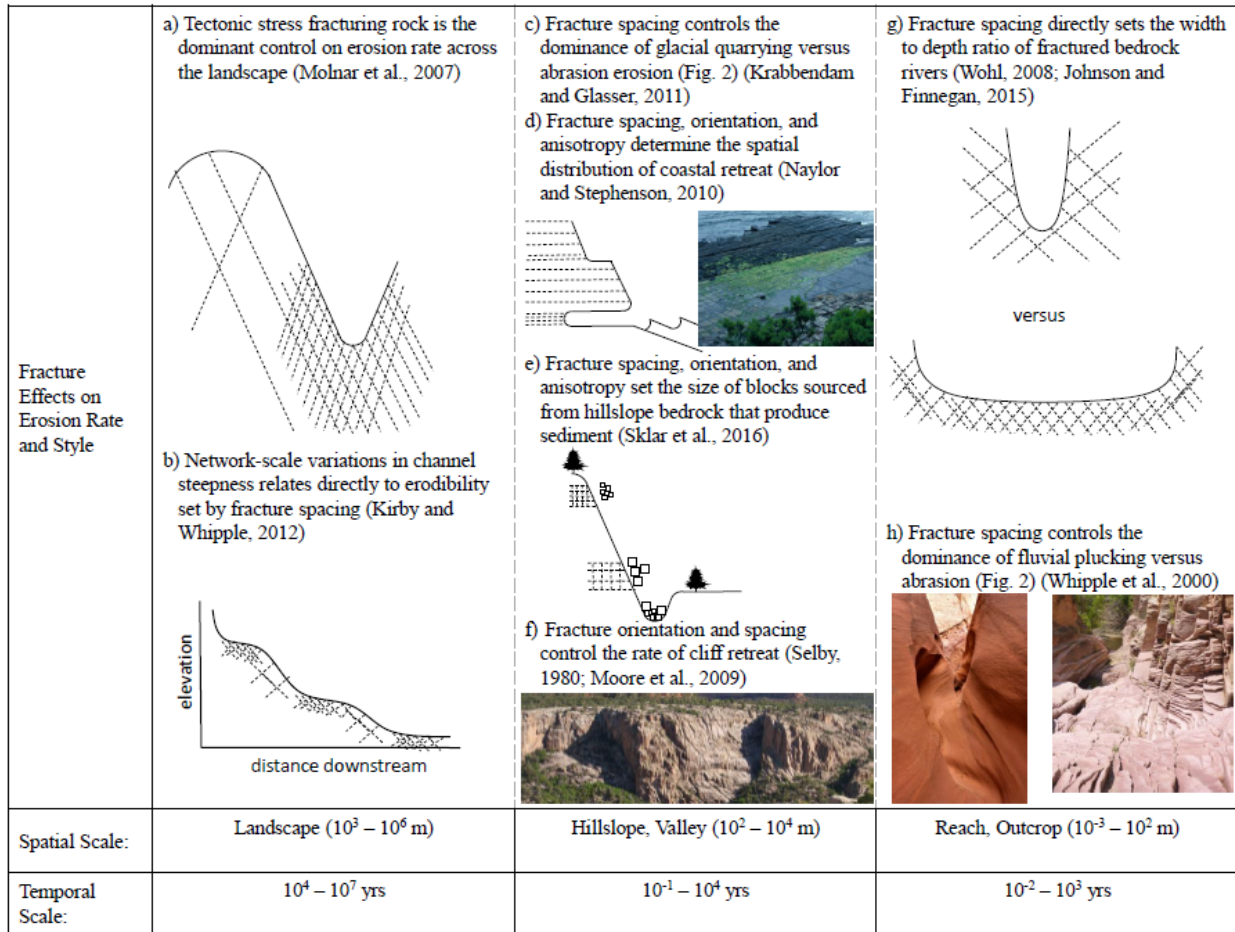 Fracture
Effects on
Erosion Rate
and Style
a) Tectonic stress fracturing rock is the
dominant control on erosion rate across
the landscape (Molnar et al., 2007)
b) Network-scale variations in channel
steepness relates directly to erodibility
set by fracture spacing (Kirby and
Whipple, 2012)
elevation
distance downstream
c) Fracture spacing controls the
dominance of glacial quarrying versus
abrasion erosion (Fig. 2) (Krabbendam
and Glasser, 2011)
d) Fracture spacing, orientation, and
anisotropy determine the spatial
distribution of coastal retreat (Naylor
and Stephenson, 2010)
e) Fracture spacing, orientation, and
anisotropy set the size of blocks sourced
from hillslope bedrock that produce
sediment (Sklar et al., 2016)
f) Fracture orientation and spacing
control the rate of cliff retreat (Selby,
1980; Moore et al., 2009)
g) Fracture spacing directly sets the width
to depth ratio of fractured bedrock
rivers (Wohl, 2008; Johnson and
Finnegan, 2015)
versus
h) Fracture spacing controls the
dominance of fluvial plucking versus
abrasion (Fig. 2) (Whipple et al., 2000)
Spatial Scale:
Landscape (10³ – 10⁶ m)
Hillslope, Valley (10² – 10⁴ m)
Reach, Outcrop (10⁻³ – 10² m)
Temporal
Scale:
10⁴ – 10⁷ yrs
10⁻¹ – 10⁴ yrs
10⁻² – 10³ yrs